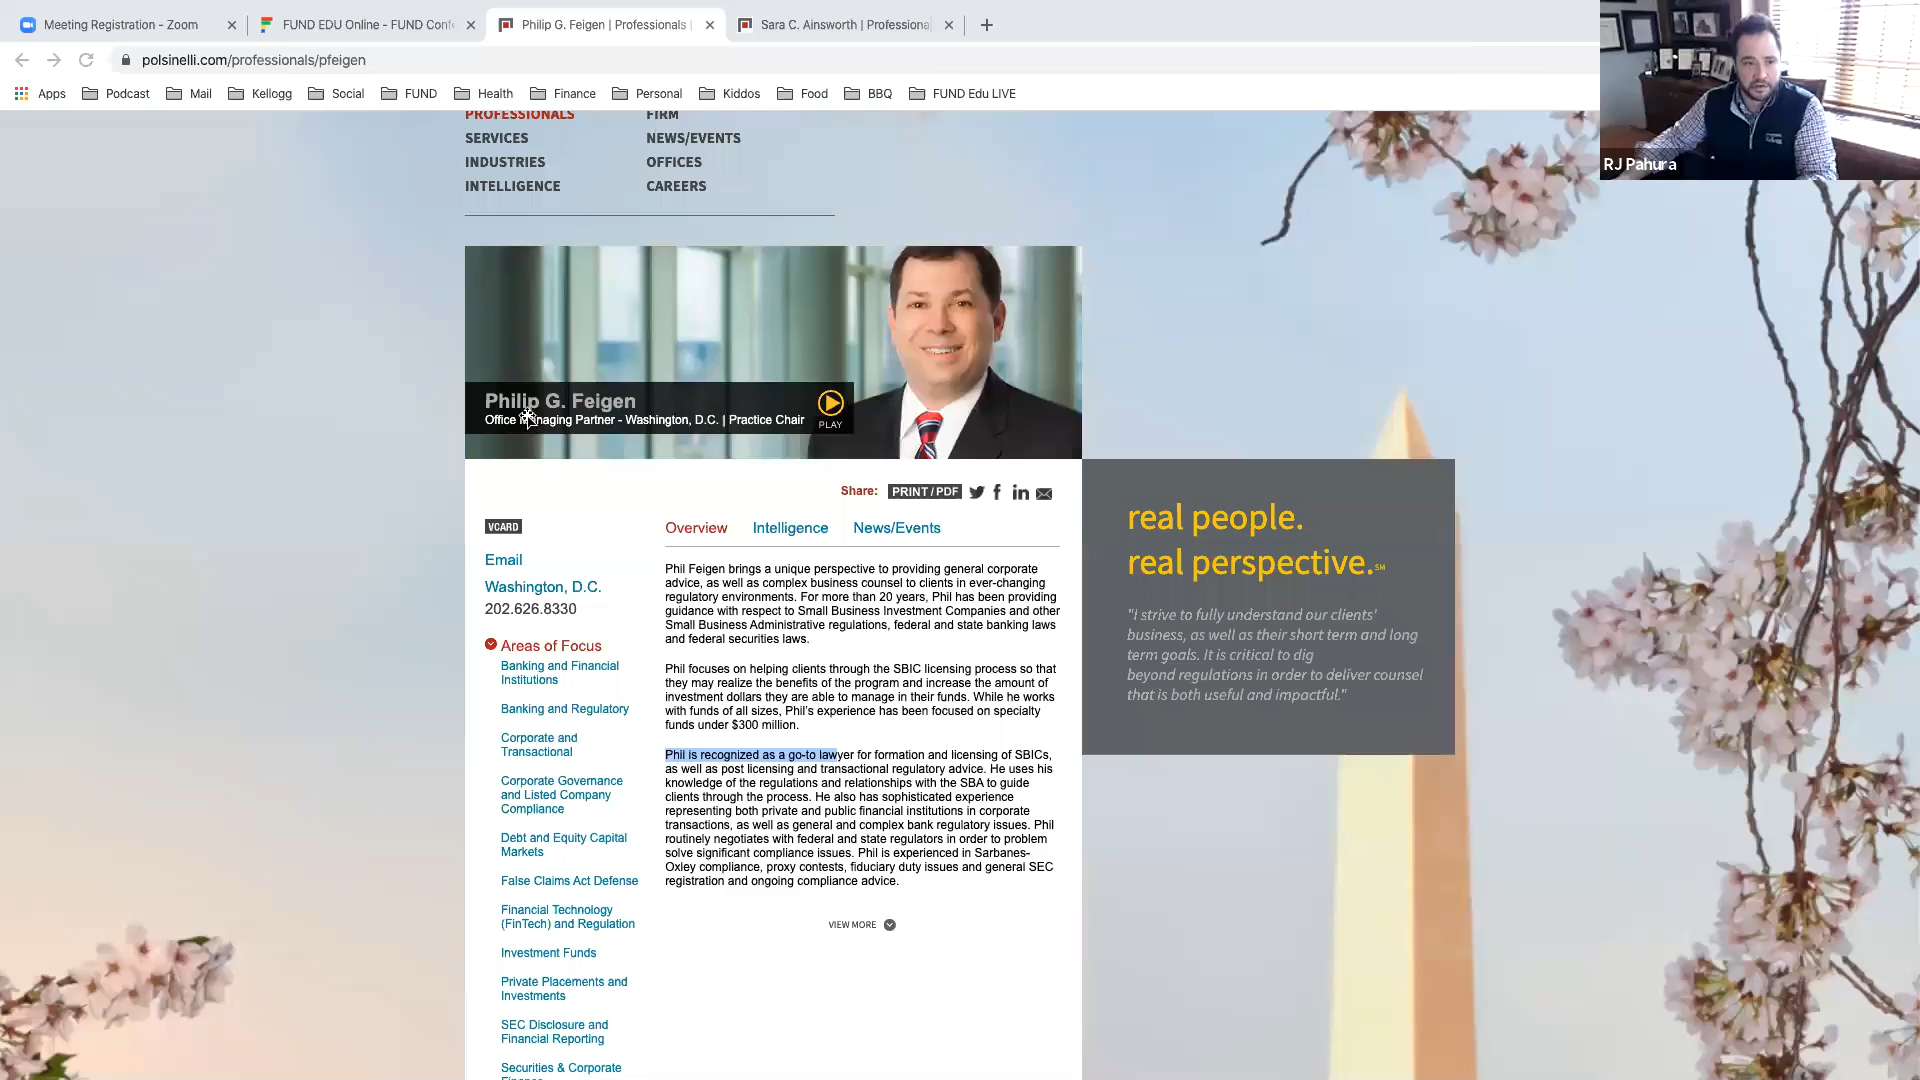 Meeting Registration - Zoom
FUND EDU Online - FUND Conf
Philip G. Feigen | Professionals |
Sara C. Ainsworth | Professiona
polsinelli.com/professionals/pfeigen
Apps
Podcast
Mail
Kellogg
Social
FUND
Health
Finance
Personal
Kiddos
Food
BBQ
FUND Edu LIVE
RJ Pahura
PROFESSIONALS
FIRM
SERVICES
NEWS/EVENTS
INDUSTRIES
OFFICES
INTELLIGENCE
CAREERS
Philip G. Feigen
Office Managing Partner - Washington, D.C. | Practice Chair
PLAY
Share: PRINT/PDF
VCARD
Email
Washington, D.C.
202.626.8330
Areas of Focus
Banking and Financial
Institutions
Banking and Regulatory
Corporate and
Transactional
Corporate Governance
and Listed Company
Compliance
Debt and Equity Capital
Markets
False Claims Act Defense
Financial Technology
(FinTech) and Regulation
Investment Funds
Private Placements and
Investments
SEC Disclosure and
Financial Reporting
Securities & Corporate
Overview
Intelligence
News/Events
Phil Feigen brings a unique perspective to providing general corporate
advice, as well as complex business counsel to clients in ever-changing
regulatory environments. For more than 20 years, Phil has been providing
guidance with respect to Small Business Investment Companies and other
Small Business Administrative regulations, federal and state banking laws
and federal securities laws.
Phil focuses on helping clients through the SBIC licensing process so that
they may realize the benefits of the program and increase the amount of
investment dollars they are able to manage in their funds. While he works
with funds of all sizes, Phil's experience has been focused on specialty
funds under $300 million.
Phil is recognized as a go-to lawyer for formation and licensing of SBICs,
as well as post licensing and transactional regulatory advice. He uses his
knowledge of the regulations and relationships with the SBA to guide
clients through the process. He also has sophisticated experience
representing both private and public financial institutions in corporate
transactions, as well as general and complex bank regulatory issues. Phil
routinely negotiates with federal and state regulators in order to problem
solve significant compliance issues. Phil is experienced in Sarbanes-
Oxley compliance, proxy contests, fiduciary duty issues and general SEC
registration and ongoing compliance advice.
VIEW MORE
real people.
real perspective.℠
"I strive to fully understand our clients'
business, as well as their short term and long
term goals. It is critical to dig
beyond regulations in order to deliver counsel
that is both useful and impactful."